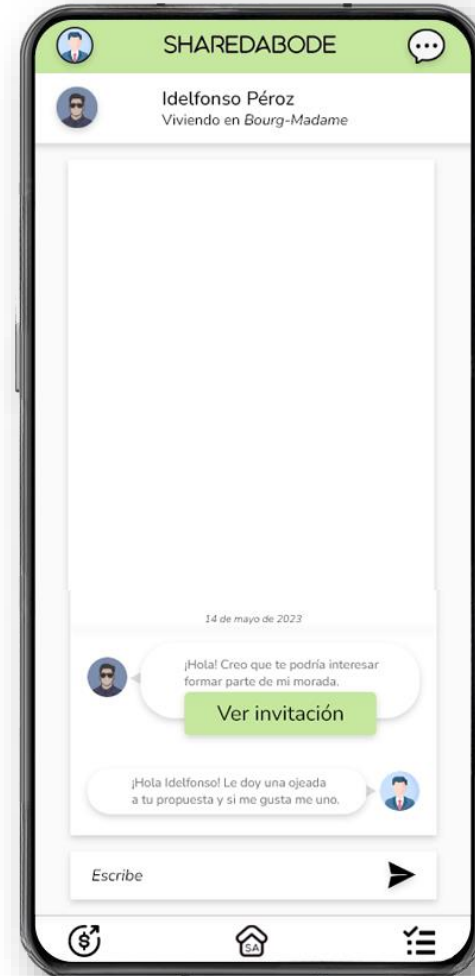 SHAREDABODE
Idelfonso Péroz
Viviendo en Bourg-Madame
14 de mayo de 2023
¡Hola! Creo que te podría interesar
formar parte de mi morada.
Ver invitación
¡Hola Idelfonso! Le doy una ojeada
a tu propuesta y si me gusta me uno.
Escribe
SA